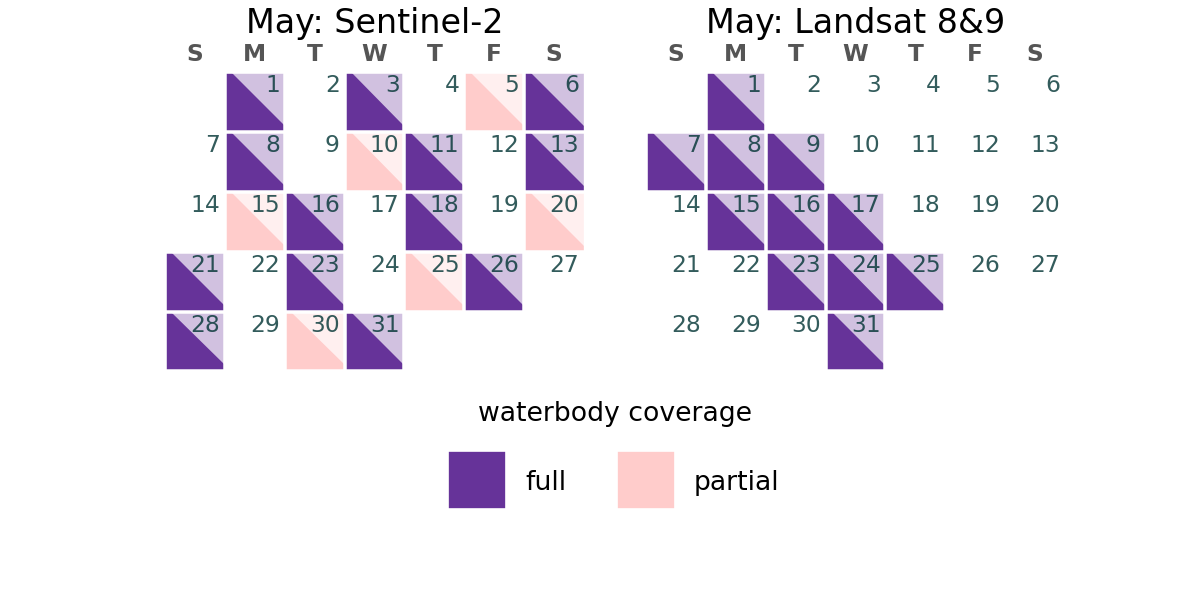 May: Sentinel-2
S M T W T F S
1 2 3 4 5 6
7 8 9 10 11 12 13
14 15 16 17 18 19 20
21 22 23 24 25 26 27
28 29 30 31
May: Landsat 8&9
S M T W T F S
1 2 3 4 5 6
7 8 9 10 11 12 13
14 15 16 17 18 19 20
21 22 23 24 25 26 27
28 29 30 31
waterbody coverage
full partial